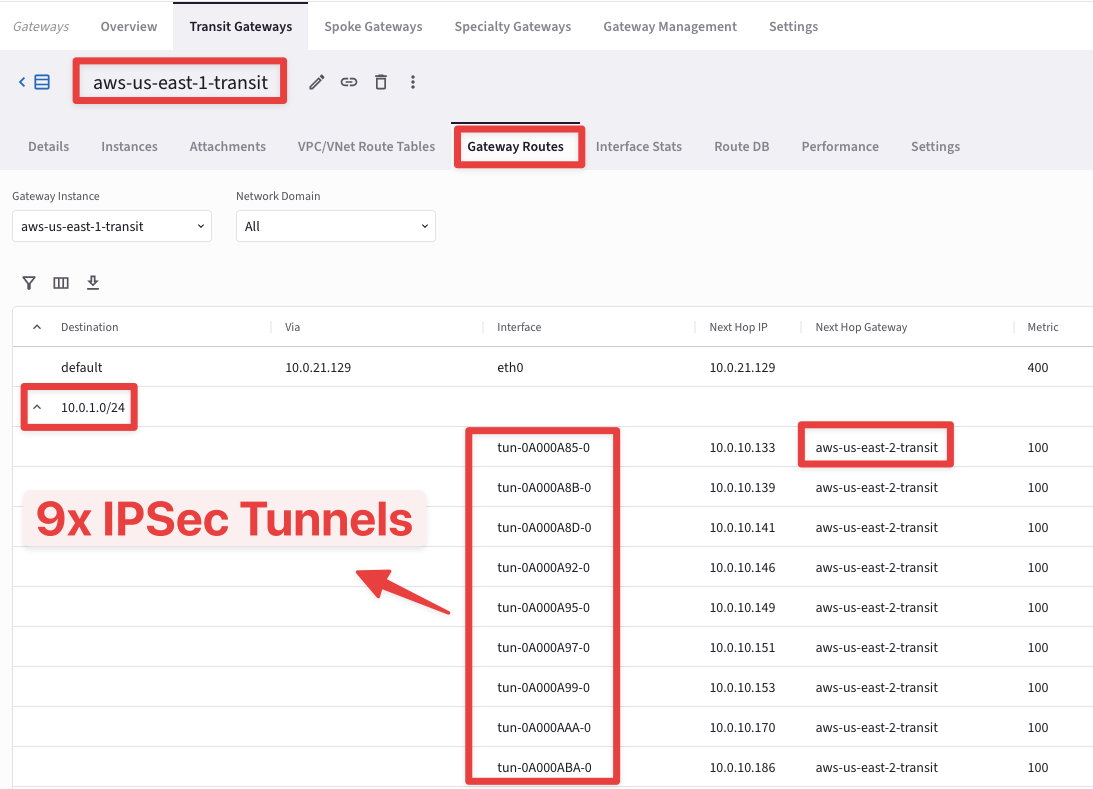 Gateways Overview Transit Gateways Spoke Gateways Specialty Gateways Gateway Management Settings
aws-us-east-1-transit
Details Instances Attachments VPC/VNet Route Tables Gateway Routes Interface Stats Route DB Performance Settings
Gateway Instance Network Domain
aws-us-east-1-transit All
Destination Via Interface Next Hop IP Next Hop Gateway Metric
default 10.0.21.129 eth0 10.0.21.129 400
10.0.1.0/24
tun-0A000A85-0 10.0.10.133 aws-us-east-2-transit 100
tun-0A000A8B-0 10.0.10.139 aws-us-east-2-transit 100
9x IPSec Tunnels
tun-0A000A8D-0 10.0.10.141 aws-us-east-2-transit 100
tun-0A000A92-0 10.0.10.146 aws-us-east-2-transit 100
tun-0A000A95-0 10.0.10.149 aws-us-east-2-transit 100
tun-0A000A97-0 10.0.10.151 aws-us-east-2-transit 100
tun-0A000A99-0 10.0.10.153 aws-us-east-2-transit 100
tun-0A000AAA-0 10.0.10.170 aws-us-east-2-transit 100
tun-0A000ABA-0 10.0.10.186 aws-us-east-2-transit 100